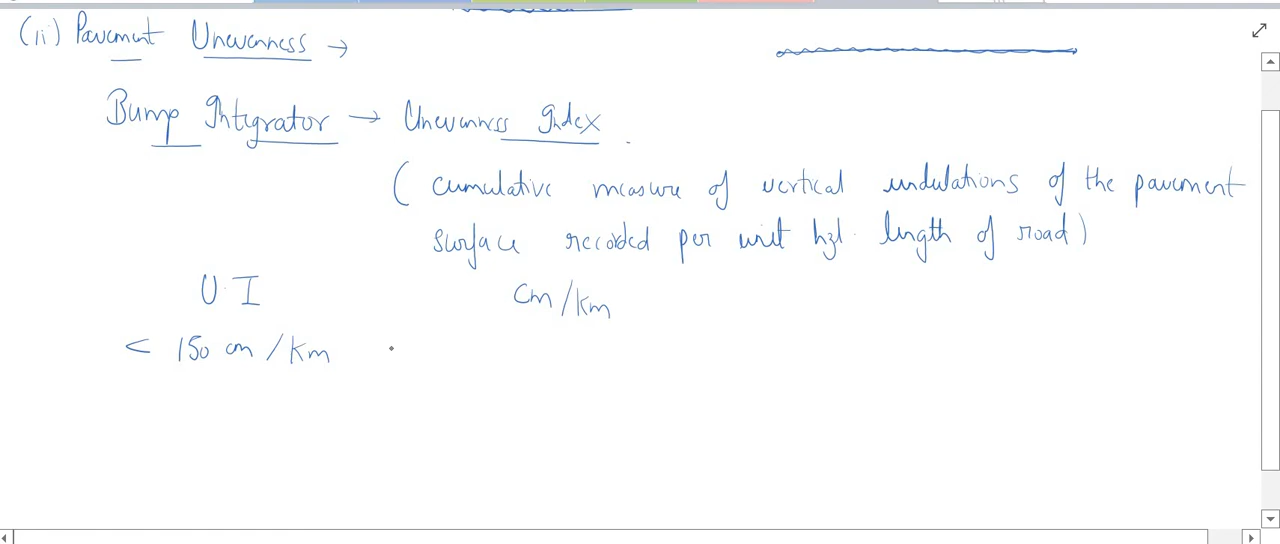 (ii) Pavement Unevenness →
Bump Integrator → Unevenness Index
( cumulative measure of vertical undulations of the pavement
surface recorded per unit hzl. length of road)
U.I cm/km
< 150 cm/km